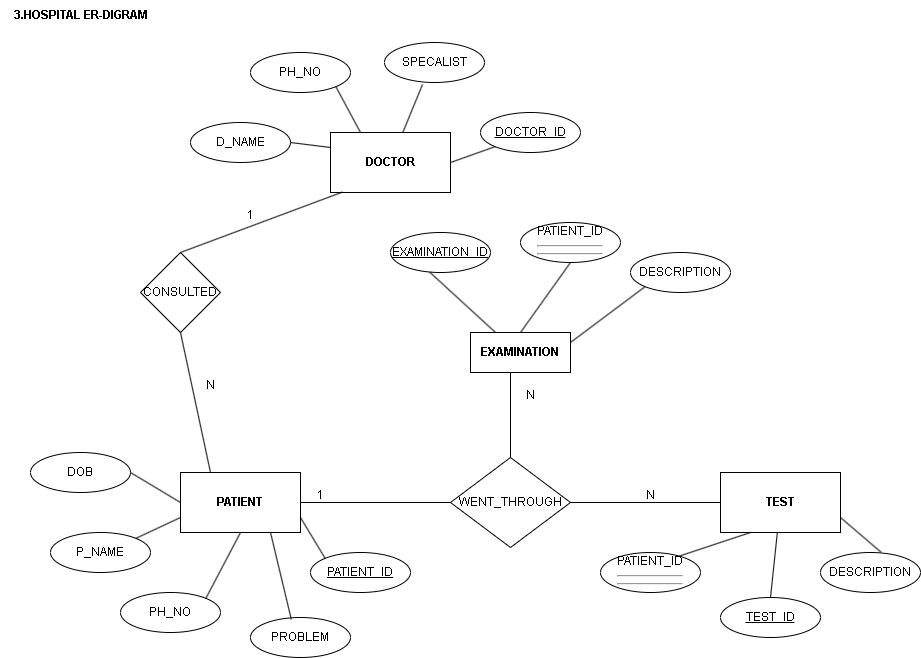 3.HOSPITAL ER-DIGRAM
SPECALIST
PH_NO
DOCTOR_ID
D_NAME
DOCTOR
1
PATIENT_ID
EXAMINATION_ID
DESCRIPTION
CONSULTED
EXAMINATION
N
N
DOB
1
WENT_THROUGH
N
PATIENT
TEST
P_NAME
PATIENT_ID
PATIENT_ID
DESCRIPTION
PH_NO
TEST_ID
PROBLEM